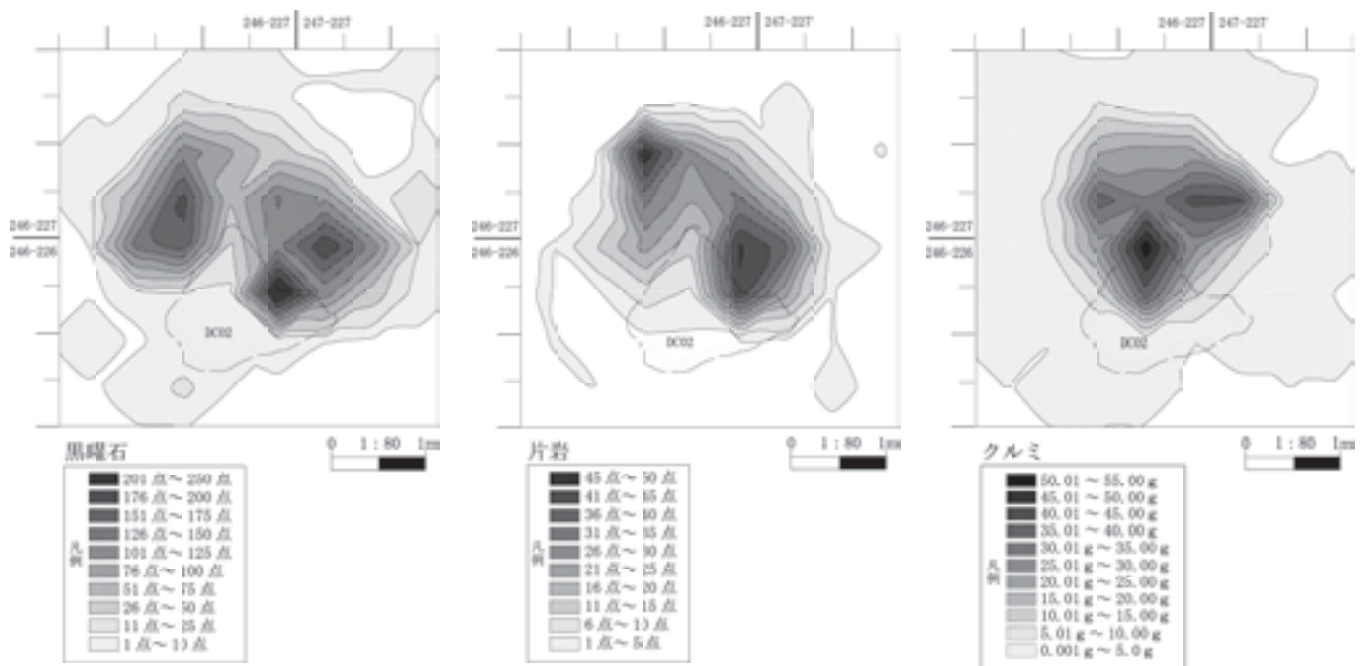 246-227 247-227
246-227
246-226
DC02
黒曜石
0 1:80 1m
凡例
201点～250点
176点～200点
151点～175点
126点～150点
101点～125点
76点～100点
51点～75点
26点～50点
11点～25点
1点～10点
246-227 247-227
DC02
片岩
0 1:80 1m
凡例
45点～50点
41点～45点
36点～40点
31点～35点
26点～30点
21点～25点
16点～20点
11点～15点
6点～10点
1点～5点
246-227 247-227
246-227
246-226
DC02
クルミ
0 1:80 1m
凡例
50.01～55.00g
45.01～50.00g
40.01～45.00g
35.01～40.00g
30.01g～35.00g
25.01g～30.00g
20.01g～25.00g
15.01g～20.00g
10.01g～15.00g
5.01g～10.00g
0.001g～5.0g